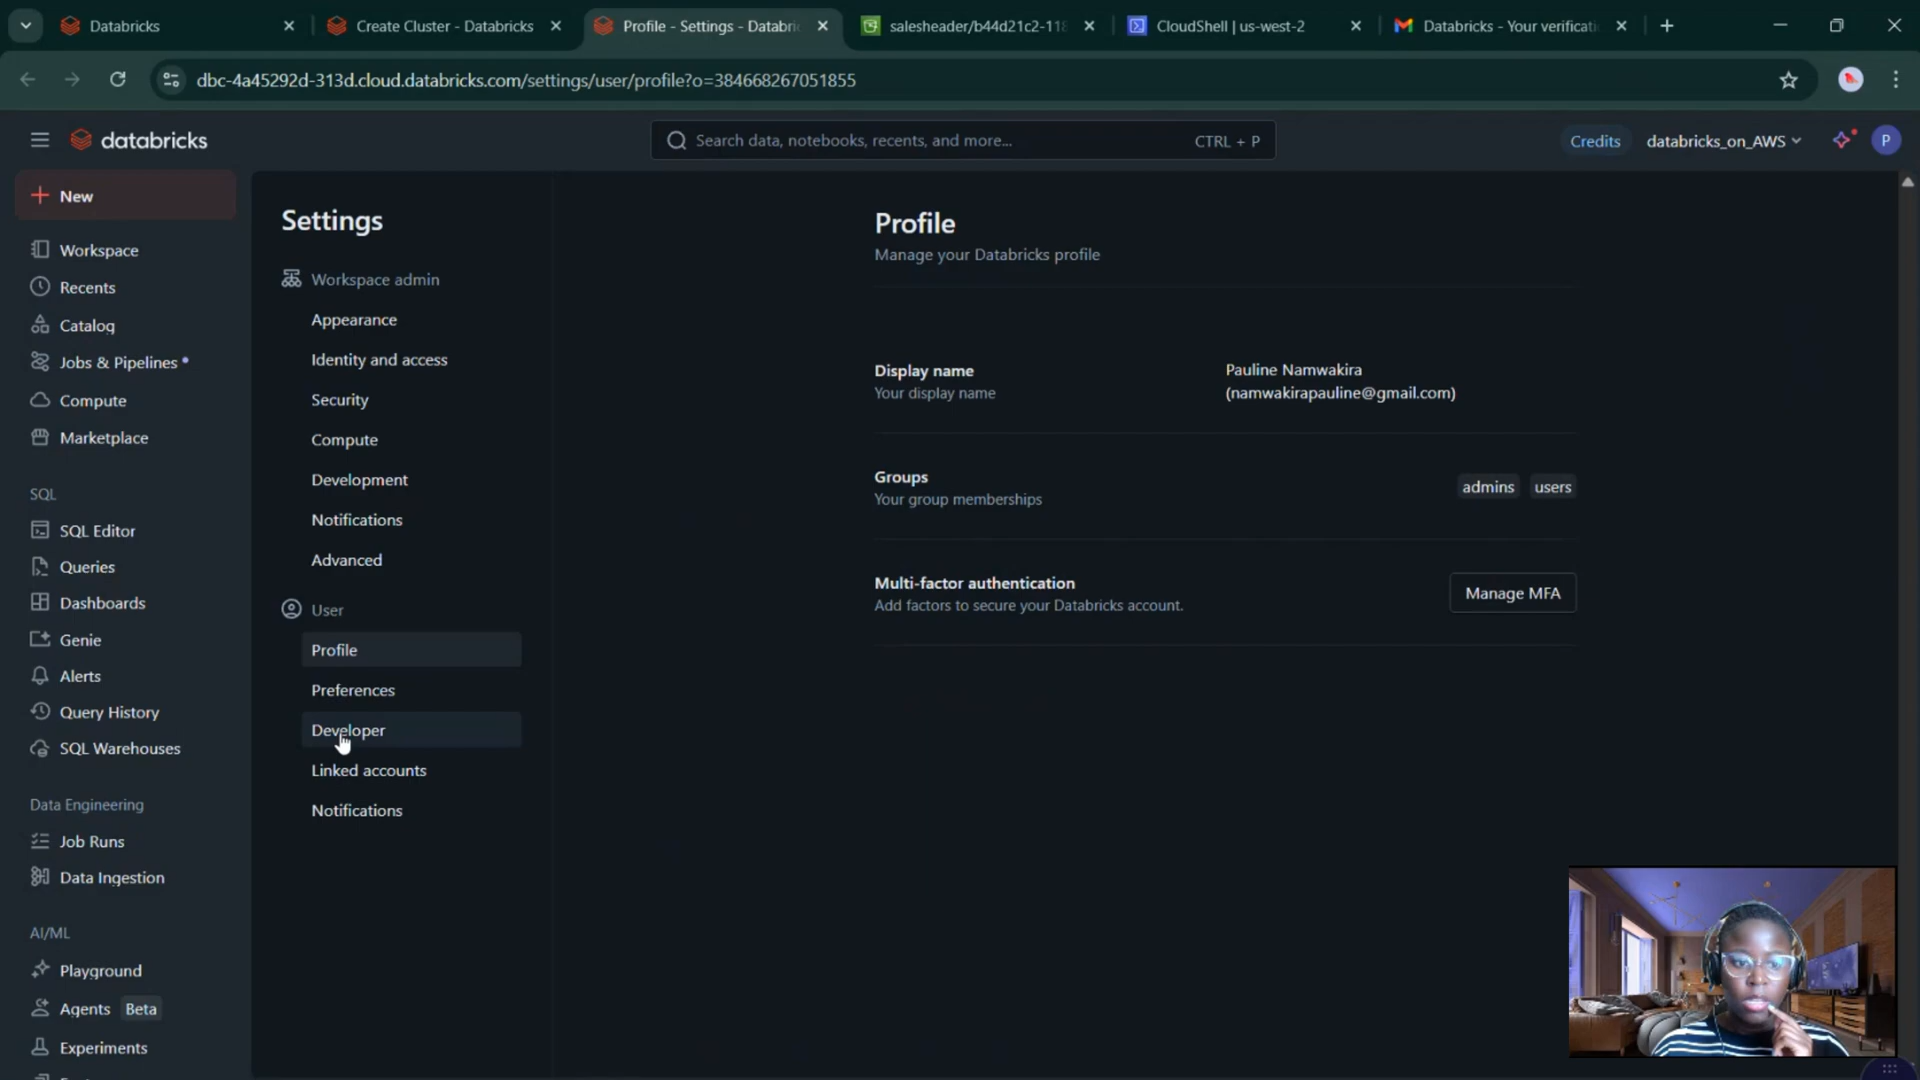 Databricks
Create Cluster - Databricks
Profile - Settings - Databri
salesheader/b44d21c2-118
CloudShell | us-west-2
Databricks - Your verificati
dbc-4a45292d-313d.cloud.databricks.com/settings/user/profile?o=384668267051855
databricks
Search data, notebooks, recents, and more...
CTRL + P
Credits
databricks_on_AWS
P
New
Workspace
Recents
Catalog
Jobs & Pipelines
Compute
Marketplace
SQL
SQL Editor
Queries
Dashboards
Genie
Alerts
Query History
SQL Warehouses
Data Engineering
Job Runs
Data Ingestion
AI/ML
Playground
Agents Beta
Experiments
Settings
Workspace admin
Appearance
Identity and access
Security
Compute
Development
Notifications
Advanced
User
Profile
Preferences
Developer
Linked accounts
Notifications
Profile
Manage your Databricks profile
Display name
Your display name
Pauline Namwakira
(namwakirapauline@gmail.com)
Groups
Your group memberships
admins users
Multi-factor authentication
Add factors to secure your Databricks account.
Manage MFA